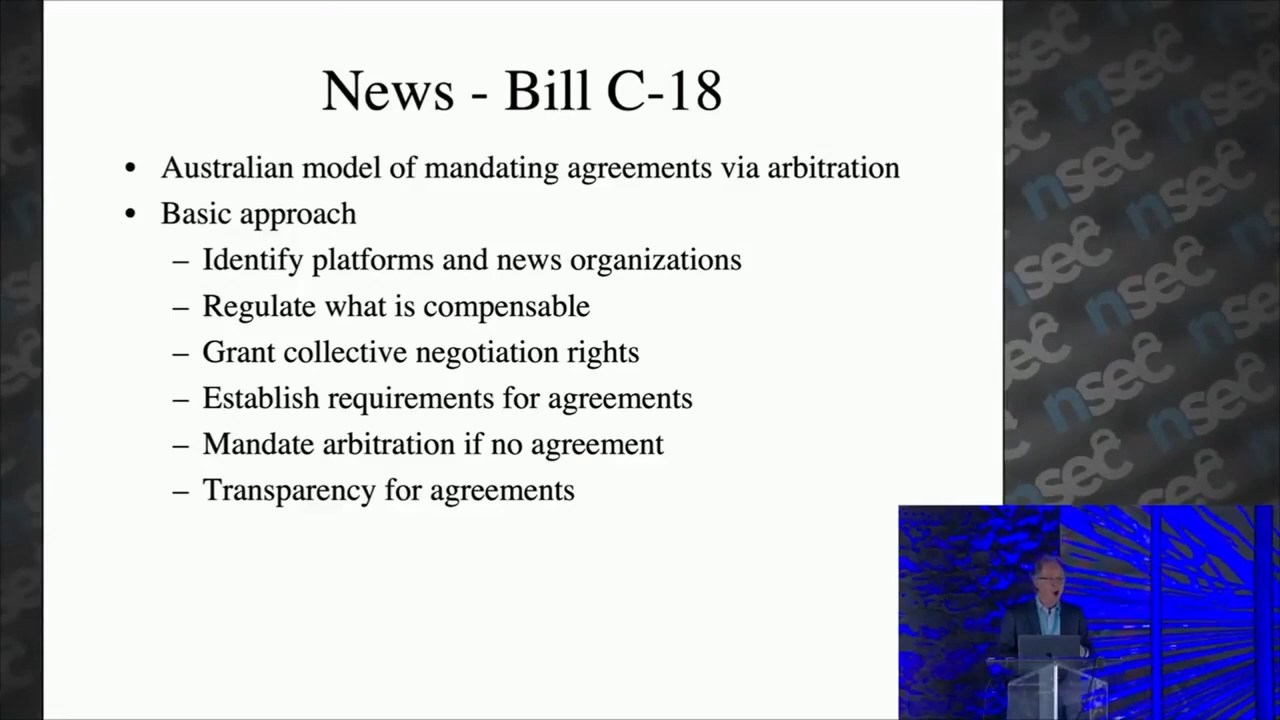 News - Bill C-18
• Australian model of mandating agreements via arbitration
• Basic approach
– Identify platforms and news organizations
– Regulate what is compensable
– Grant collective negotiation rights
– Establish requirements for agreements
– Mandate arbitration if no agreement
– Transparency for agreements
nsec